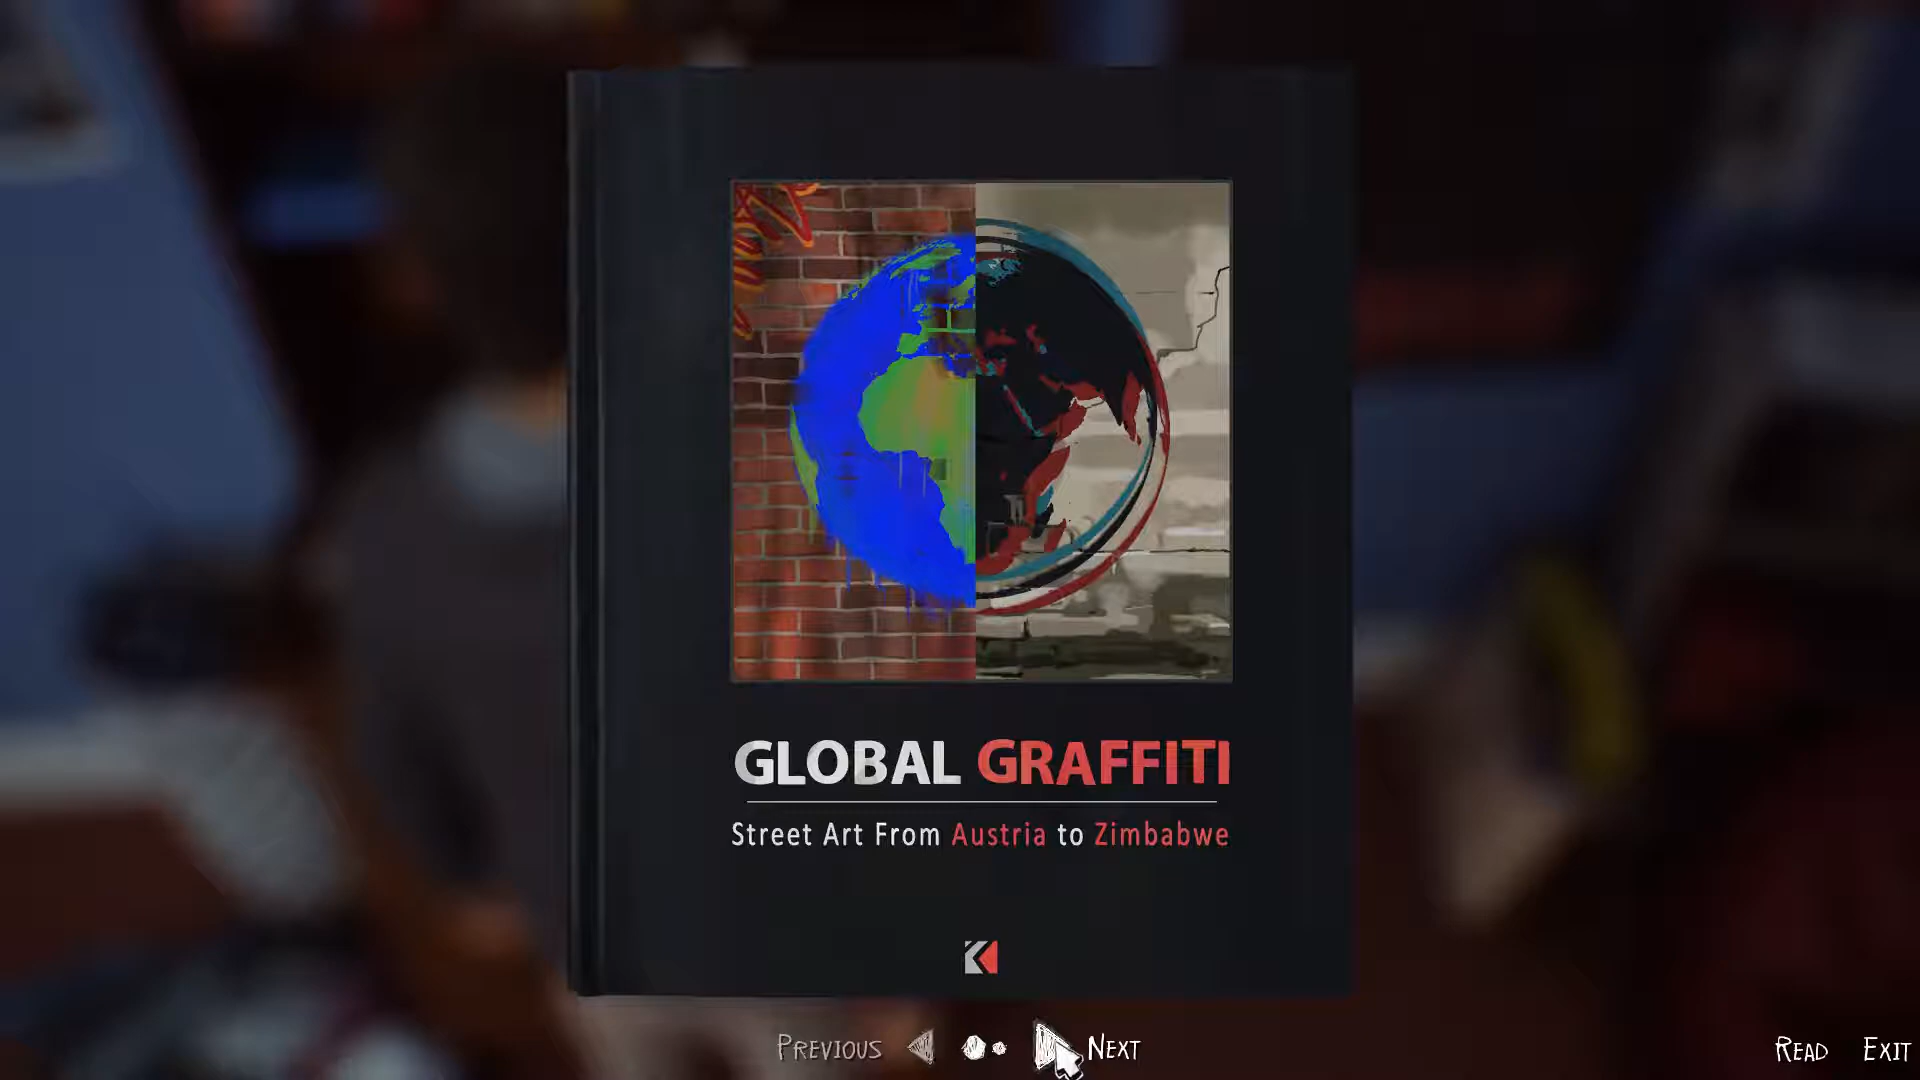 GLOBAL GRAFFITI
Street Art From Austria to Zimbabwe
PREVIOUS NEXT
READ EXIT